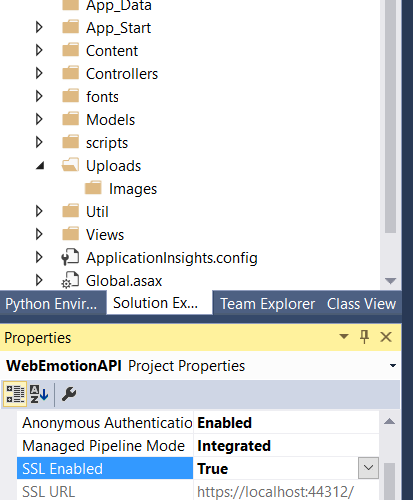 App_Data
App_Start
Content
Controllers
fonts
Models
scripts
Uploads
Images
Util
Views
ApplicationInsights.config
Global.asax
Python Envir... Solution Ex... Team Explorer Class View
Properties
WebEmotionAPI Project Properties
Anonymous Authenticatio Enabled
Managed Pipeline Mode Integrated
SSL Enabled True
SSL URL https://localhost:44312/